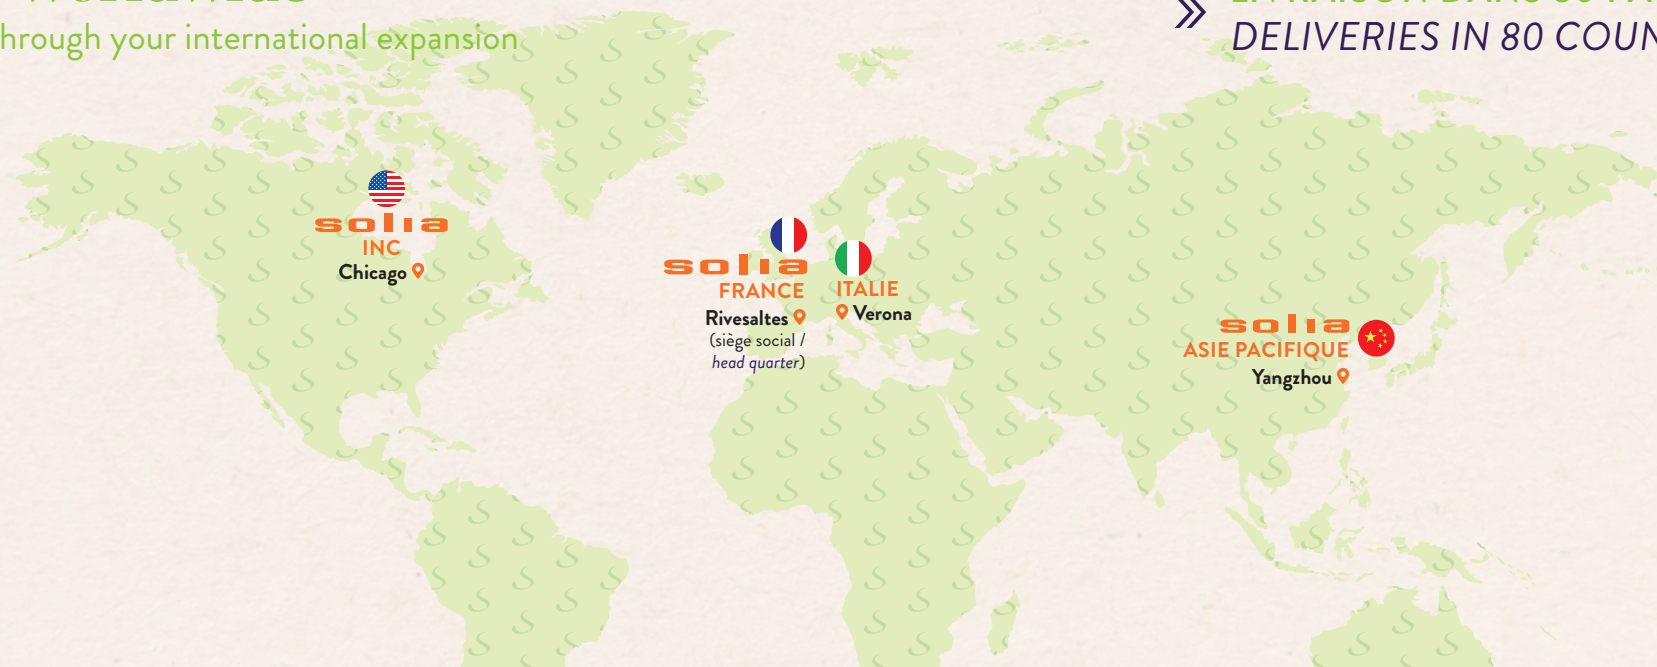 through your international expansion
DELIVERIES IN 80 COUN
solia
INC
Chicago
solia
FRANCE
Rivesaltes
(siège social /
head quarter)
ITALIE
Verona
solia
ASIE PACIFIQUE
Yangzhou